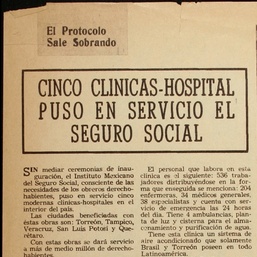 El Protocolo
Sale Sobrando
CINCO CLINICAS-HOSPITAL
PUSO EN SERVICIO EL
SEGURO SOCIAL
SIN mediar ceremonias de inau-
guración, el Instituto Mexicano
del Seguro Social, consciente de las
necesidades de los obreros derecho-
habientes, puso en servicio cinco
modernas clínicas-hospitales en el
interior del país.
Las ciudades beneficiadas con
estas obras son: Torreón, Tampico,
Veracruz, San Luis Potosí y Que-
rétaro.
Con estas obras se dará servicio
a más de medio millón de derecho-
habientes.
El personal que labora en esta
clínica es el siguiente: 536 traba-
jadores distribuyéndose en la for-
ma que enseguida se menciona: 204
enfermeras, 34 médicos generales,
38 especialistas y cuenta con ser-
vicio de emergencia las 24 horas
del día. Tiene 4 ambulancias, plan-
ta de luz y cisterna para el alma-
cenamiento y purificación de agua.
Tiene esta clínica un sistema de
aire acondicionado que solamente
Brasil y Torreón poseen en todo
Latinoamérica.